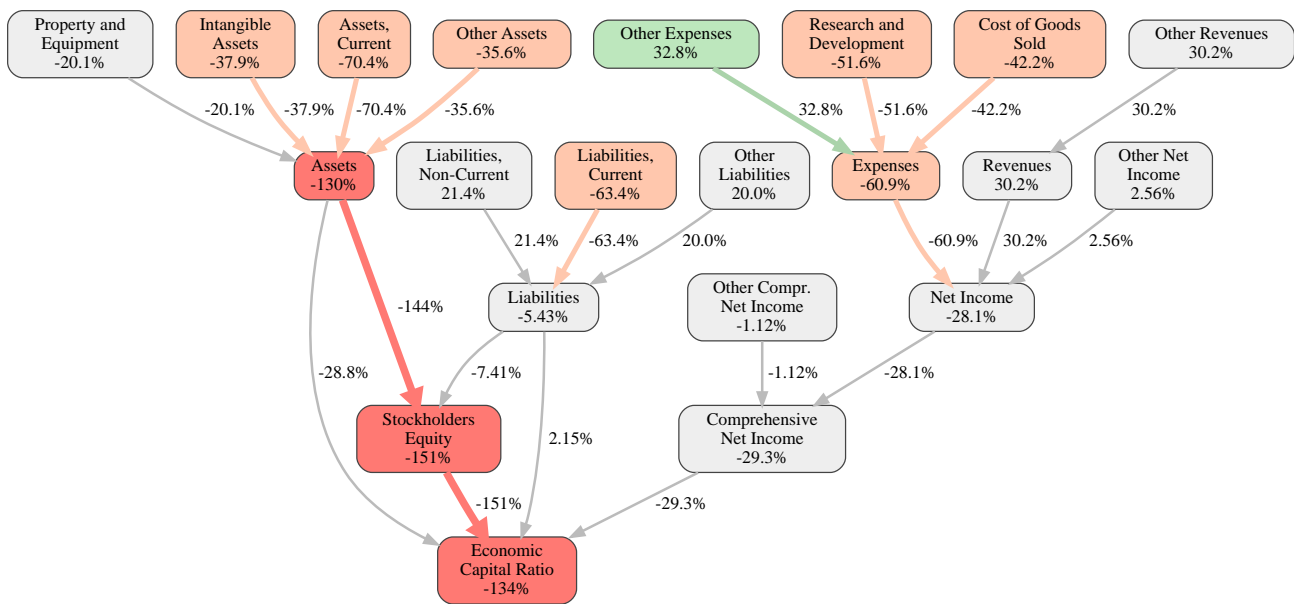 Property and
Equipment
-20.1%
Intangible
Assets
-37.9%
Assets,
Current
-70.4%
Other Assets
-35.6%
Other Expenses
32.8%
Research and
Development
-51.6%
Cost of Goods
Sold
-42.2%
Other Revenues
30.2%
-20.1%
-37.9%
-70.4%
-35.6%
32.8%
-51.6%
-42.2%
30.2%
Assets
-130%
Liabilities,
Non-Current
21.4%
Liabilities,
Current
-63.4%
Other
Liabilities
20.0%
Expenses
-60.9%
Revenues
30.2%
Other Net
Income
2.56%
21.4%
-63.4%
20.0%
-60.9%
30.2%
2.56%
-144%
Liabilities
-5.43%
Other Compr.
Net Income
-1.12%
Net Income
-28.1%
-28.8%
-7.41%
-1.12%
-28.1%
Stockholders
Equity
-151%
2.15%
Comprehensive
Net Income
-29.3%
-151%
-29.3%
Economic
Capital Ratio
-134%